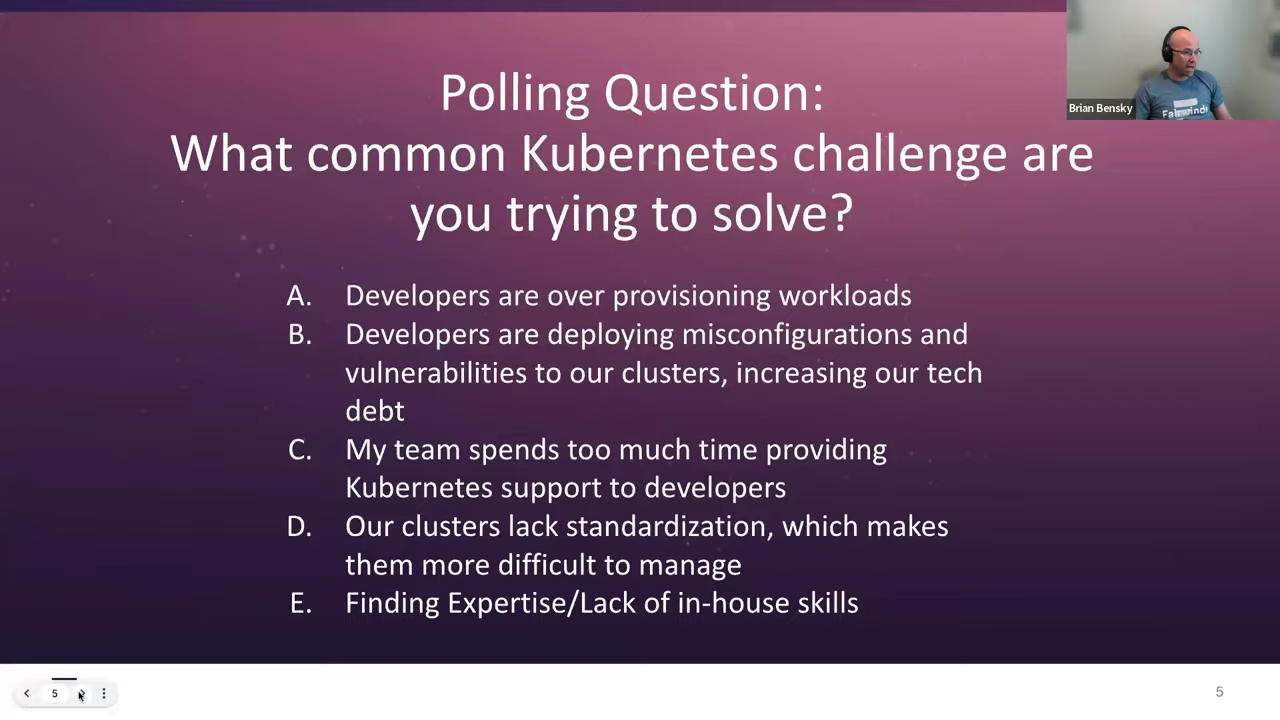 Polling Question:
What common Kubernetes challenge are
you trying to solve?
Brian Bensky
A. Developers are over provisioning workloads
B. Developers are deploying misconfigurations and
vulnerabilities to our clusters, increasing our tech
debt
C. My team spends too much time providing
Kubernetes support to developers
D. Our clusters lack standardization, which makes
them more difficult to manage
E. Finding Expertise/Lack of in-house skills
5
5